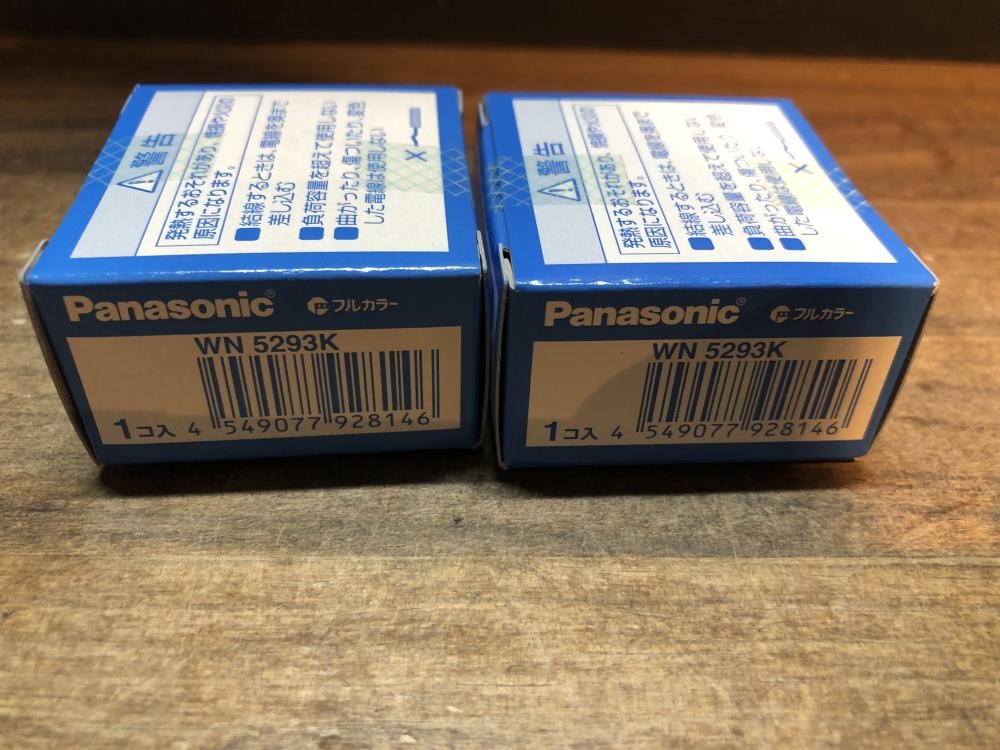 警告
発熱するおそれがあり、焼損や火災の
原因になります。
■結線するときは、電線を奥まで
差し込む
■負荷容量を超えて使用しない
■曲がったり、傷ついたり、変色
した電線は使用しない
Panasonic® フルカラー
WN 5293K
1コ入 4 549077 928146
警告
発熱するおそれがあり、焼損や火災の
原因になります。
■結線するときは、電線を奥まで
差し込む
■負荷容量を超えて使用しない
■曲がったり、傷ついたり、変色
した電線は使用しない
Panasonic® フルカラー
WN 5293K
1コ入 4 549077 928146